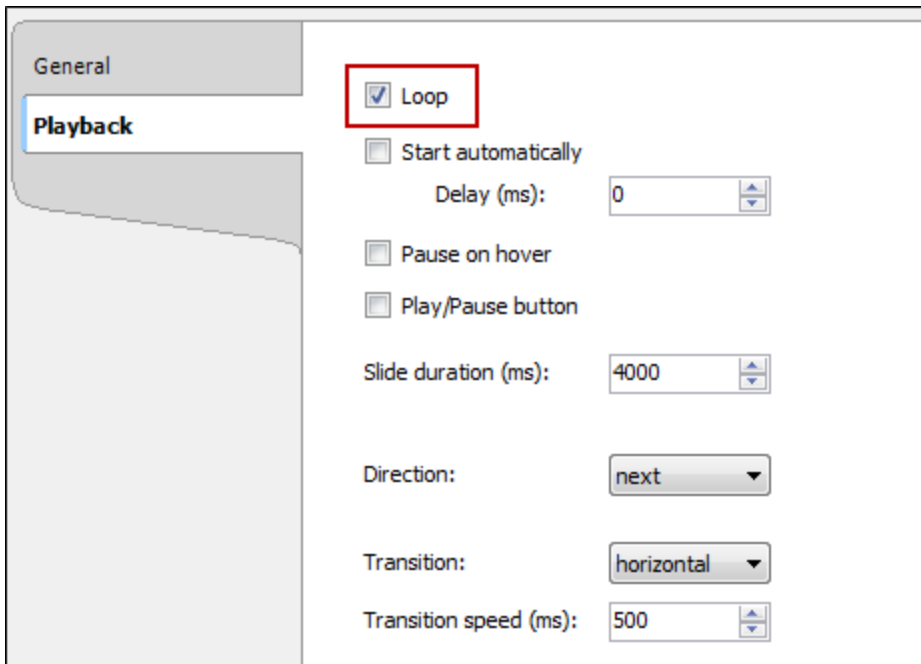 General
Playback
Loop
Start automatically
Delay (ms): 0
Pause on hover
Play/Pause button
Slide duration (ms): 4000
Direction: next
Transition: horizontal
Transition speed (ms): 500